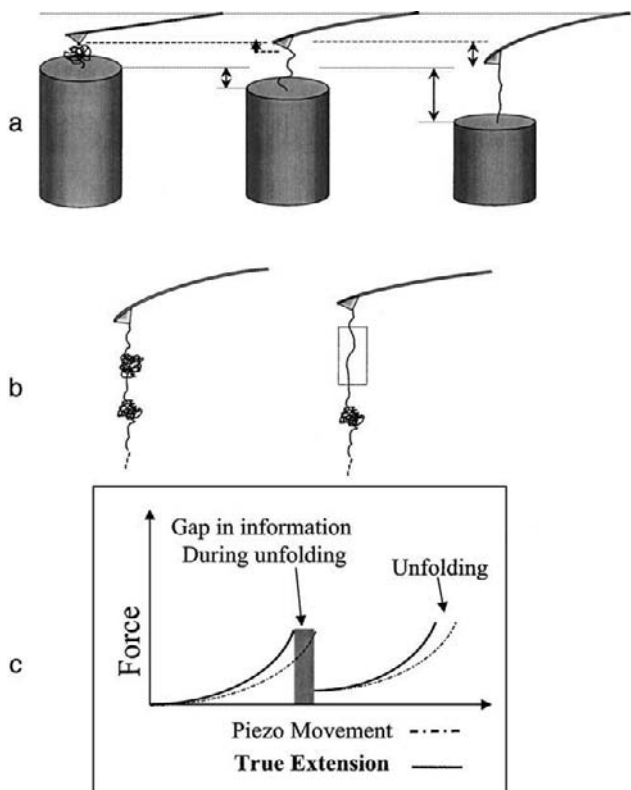 a
b
c
Gap in information
During unfolding
Unfolding
Force
Piezo Movement
True Extension